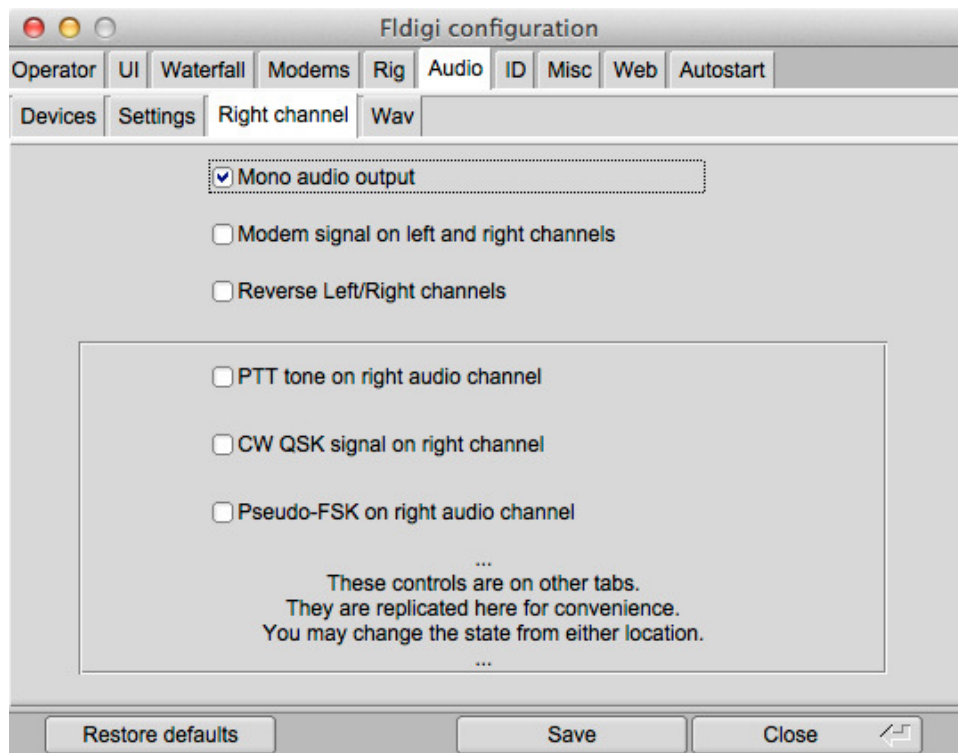 Fldigi configuration
Operator UI Waterfall Modems Rig Audio ID Misc Web Autostart
Devices Settings Right channel Wav
Mono audio output
Modem signal on left and right channels
Reverse Left/Right channels
PTT tone on right audio channel
CW QSK signal on right channel
Pseudo-FSK on right audio channel
...
These controls are on other tabs.
They are replicated here for convenience.
You may change the state from either location.
...
Restore defaults Save Close